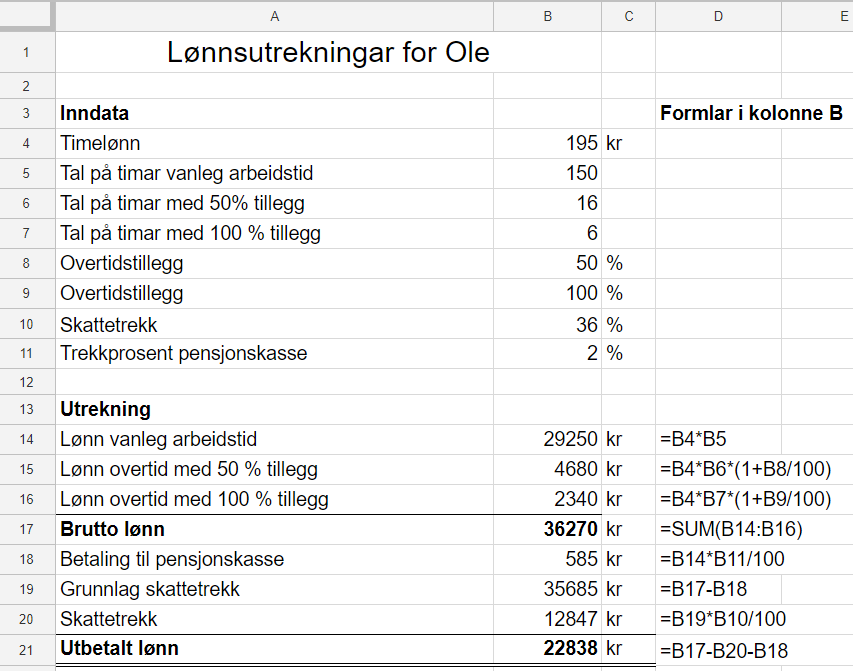 A B C D E
1 Lønnsutrekningar for Ole
2
3 Inndata Formlar i kolonne B
4 Timelønn 195 kr
5 Tal på timar vanleg arbeidstid 150
6 Tal på timar med 50% tillegg 16
7 Tal på timar med 100 % tillegg 6
8 Overtidstillegg 50 %
9 Overtidstillegg 100 %
10 Skattetrekk 36 %
11 Trekkprosent pensjonskasse 2 %
12
13 Utrekning
14 Lønn vanleg arbeidstid 29250 kr =B4*B5
15 Lønn overtid med 50 % tillegg 4680 kr =B4*B6*(1+B8/100)
16 Lønn overtid med 100 % tillegg 2340 kr =B4*B7*(1+B9/100)
17 Brutto lønn 36270 kr =SUM(B14:B16)
18 Betaling til pensjonskasse 585 kr =B14*B11/100
19 Grunnlag skattetrekk 35685 kr =B17-B18
20 Skattetrekk 12847 kr =B19*B10/100
21 Utbetalt lønn 22838 kr =B17-B20-B18